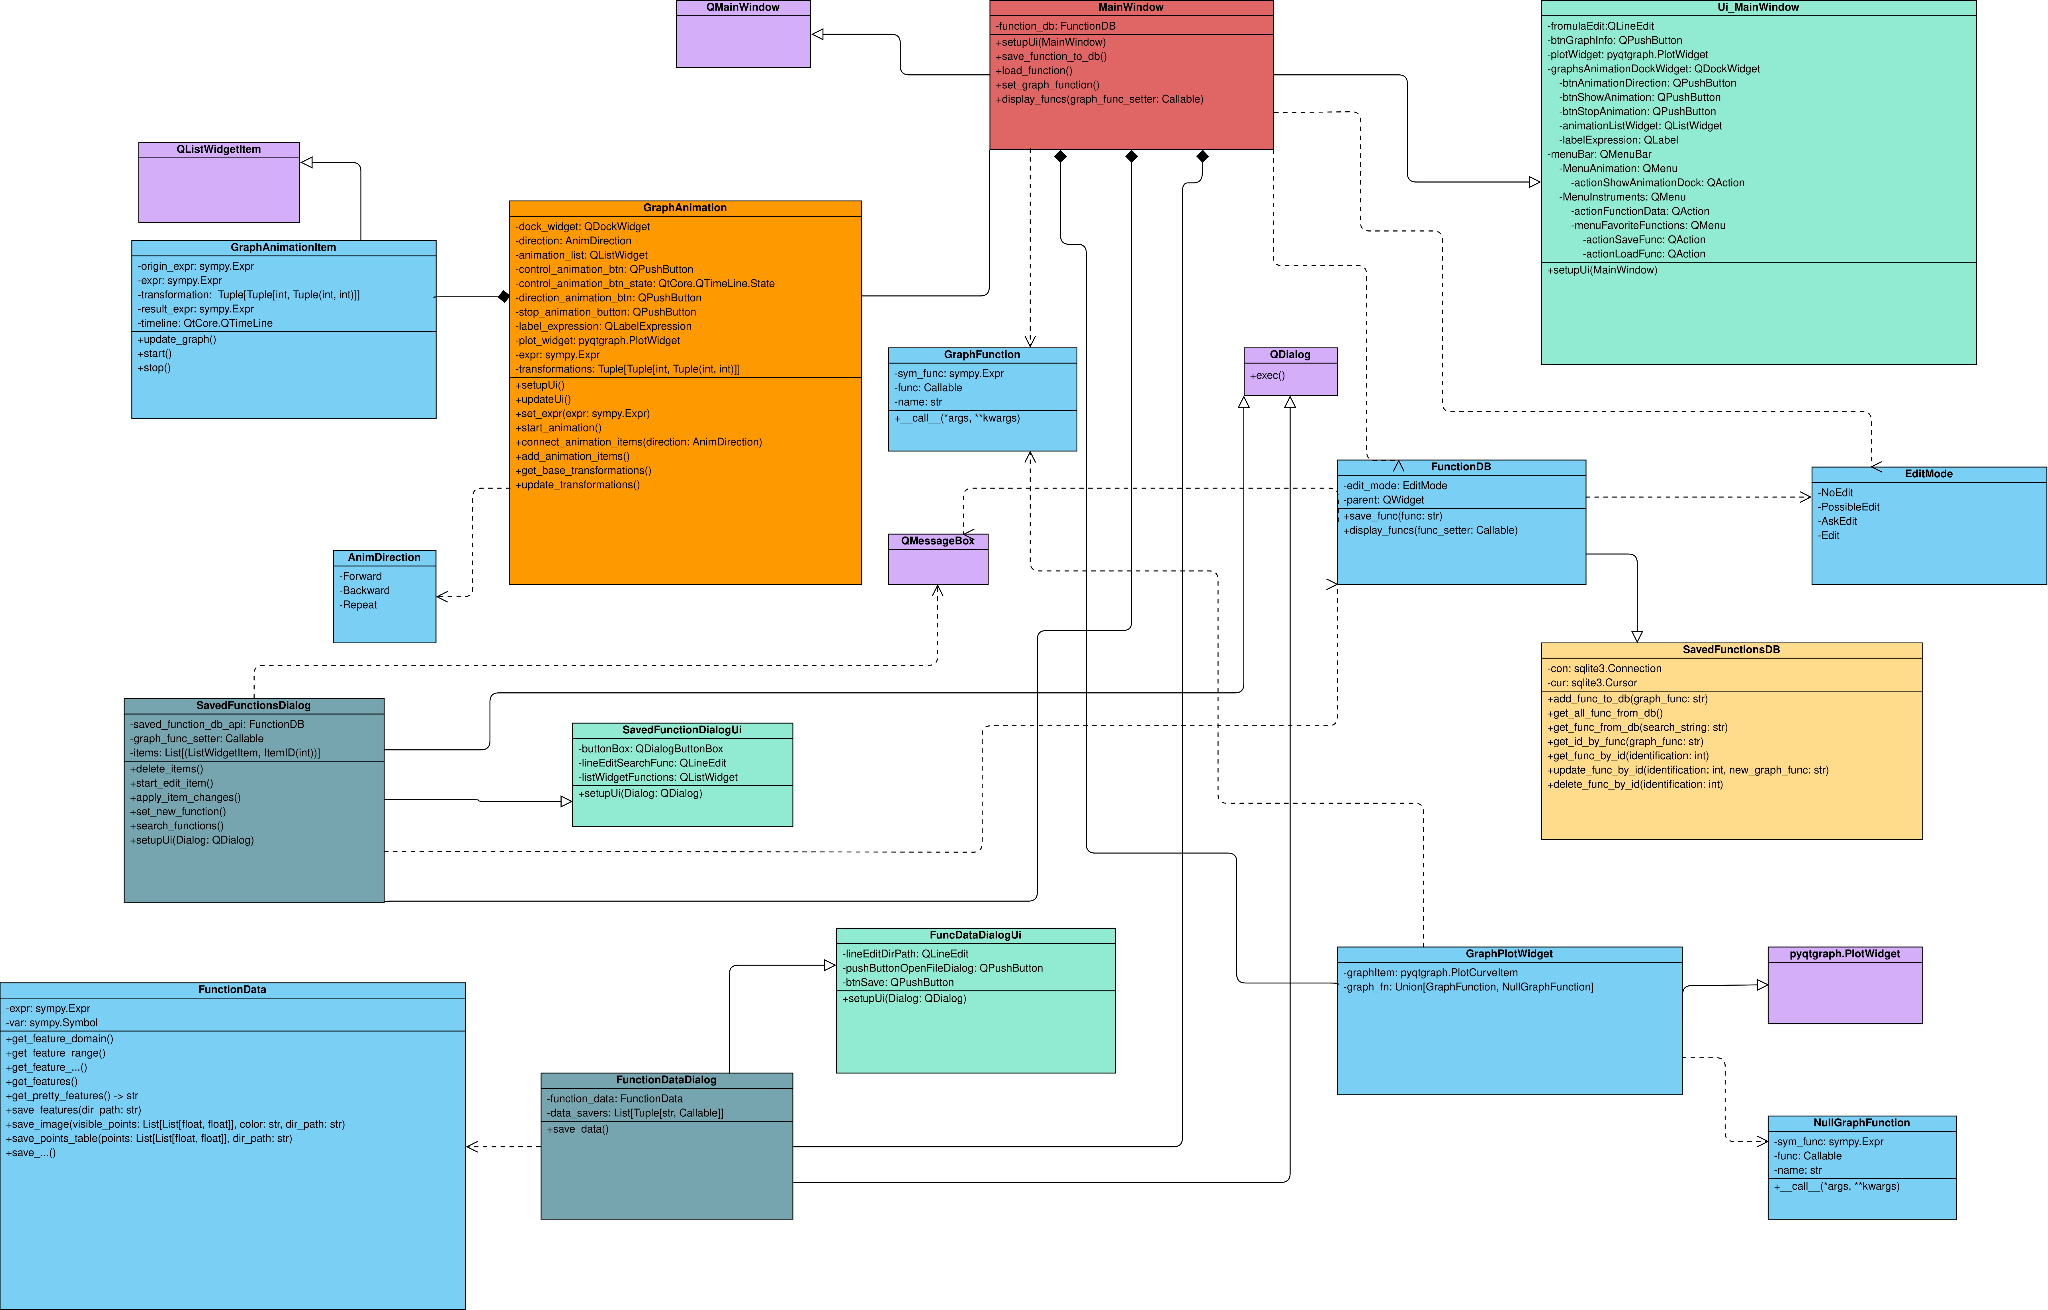 QMainWindow
MainWindow
-function_db: FunctionDB
+setupUi(MainWindow)
+save_function_to_db()
+load_function()
+set_graph_function()
+display_funcs(graph_func_setter: Callable)
Ui_MainWindow
-fromulaEdit:QLineEdit
-btnGraphInfo: QPushButton
-plotWidget: pyqtgraph.PlotWidget
-graphsAnimationDockWidget: QDockWidget
-btnAnimationDirection: QPushButton
-btnShowAnimation: QPushButton
-btnStopAnimation: QPushButton
-animationListWidget: QListWidget
-labelExpression: QLabel
-menuBar: QMenuBar
-MenuAnimation: QMenu
-actionShowAnimationDock: QAction
-MenuInstruments: QMenu
-actionFunctionData: QAction
-menuFavoriteFunctions: QMenu
-actionSaveFunc: QAction
-actionLoadFunc: QAction
+setupUi(MainWindow)
QListWidgetItem
GraphAnimationItem
-origin_expr: sympy.Expr
-expr: sympy.Expr
-transformation:  Tuple[Tuple[int, Tuple(int, int)]]
-result_expr: sympy.Expr
-timeline: QtCore.QTimeLine
+update_graph()
+start()
+stop()
GraphAnimation
-dock_widget: QDockWidget
-direction: AnimDirection
-animation_list: QListWidget
-control_animation_btn: QPushButton
-control_animation_btn_state: QtCore.QTimeLine.State
-direction_animation_btn: QPushButton
-stop_animation_button: QPushButton
-label_expression: QLabelExpression
-plot_widget: pyqtgraph.PlotWidget
-expr: sympy.Expr
-transformations: Tuple[Tuple[int, Tuple(int, int)]]
+setupUi()
+updateUi()
+set_expr(expr: sympy.Expr)
+start_animation()
+connect_animation_items(direction: AnimDirection)
+add_animation_items()
+get_base_transformations()
+update_transformations()
GraphFunction
-sym_func: sympy.Expr
-func: Callable
-name: str
+__call__(*args, **kwargs)
QDialog
+exec()
FunctionDB
-edit_mode: EditMode
-parent: QWidget
+save_func(func: str)
+display_funcs(func_setter: Callable)
EditMode
-NoEdit
-PossibleEdit
-AskEdit
-Edit
QMessageBox
AnimDirection
-Forward
-Backward
-Repeat
SavedFunctionsDB
-con: sqlite3.Connection
-cur: sqlite3.Cursor
+add_func_to_db(graph_func: str)
+get_all_func_from_db()
+get_func_from_db(search_string: str)
+get_id_by_func(graph_func: str)
+get_func_by_id(identification: int)
+update_func_by_id(identification: int, new_graph_func: str)
+delete_func_by_id(identification: int)
SavedFunctionsDialog
-saved_function_db_api: FunctionDB
-graph_func_setter: Callable
-items: List[(ListWidgetItem, ItemID(int))]
+delete_items()
+start_edit_item()
+apply_item_changes()
+set_new_function()
+search_functions()
+setupUi(Dialog: QDialog)
SavedFunctionDialogUi
-buttonBox: QDialogButtonBox
-lineEditSearchFunc: QLineEdit
-listWidgetFunctions: QListWidget
+setupUi(Dialog: QDialog)
FuncDataDialogUi
-lineEditDirPath: QLineEdit
-pushButtonOpenFileDialog: QPushButton
-btnSave: QPushButton
+setupUi(Dialog: QDialog)
GraphPlotWidget
-graphItem: pyqtgraph.PlotCurveItem
-graph_fn: Union[GraphFunction, NullGraphFunction]
pyqtgraph.PlotWidget
FunctionData
-expr: sympy.Expr
-var: sympy.Symbol
+get_feature_domain()
+get_feature_range()
+get_feature_...()
+get_features()
+get_pretty_features() -> str
+save_features(dir_path: str)
+save_image(visible_points: List[List[float, float]], color: str, dir_path: str)
+save_points_table(points: List[List[float, float]], dir_path: str)
+save_...()
FunctionDataDialog
-function_data: FunctionData
-data_savers: List[Tuple[str, Callable]]
+save_data()
NullGraphFunction
-sym_func: sympy.Expr
-func: Callable
-name: str
+__call__(*args, **kwargs)